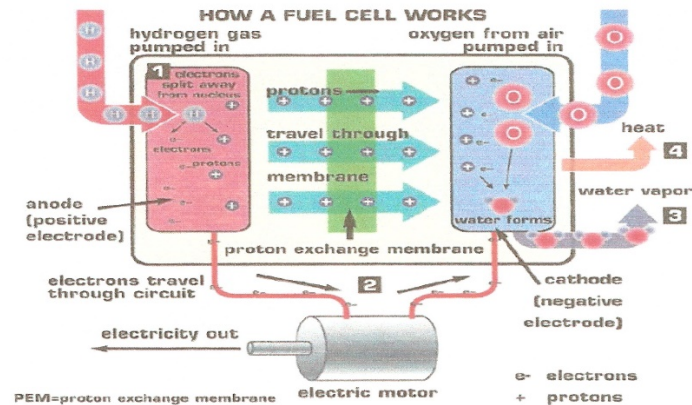 HOW A FUEL CELL WORKS
hydrogen gas
pumped in
oxygen from air
pumped in
1
electrons
split away
from nucleus
H
H
H
H
H
H
electrons
protons
e-
protons
travel through
membrane
O
O
O
O
O
e-
water forms
heat
4
water vapor
3
anode
(positive
electrode)
proton exchange membrane
cathode
(negative
electrode)
electrons travel
through circuit
2
electricity out
electric motor
PEM=proton exchange membrane
e- electrons
+ protons